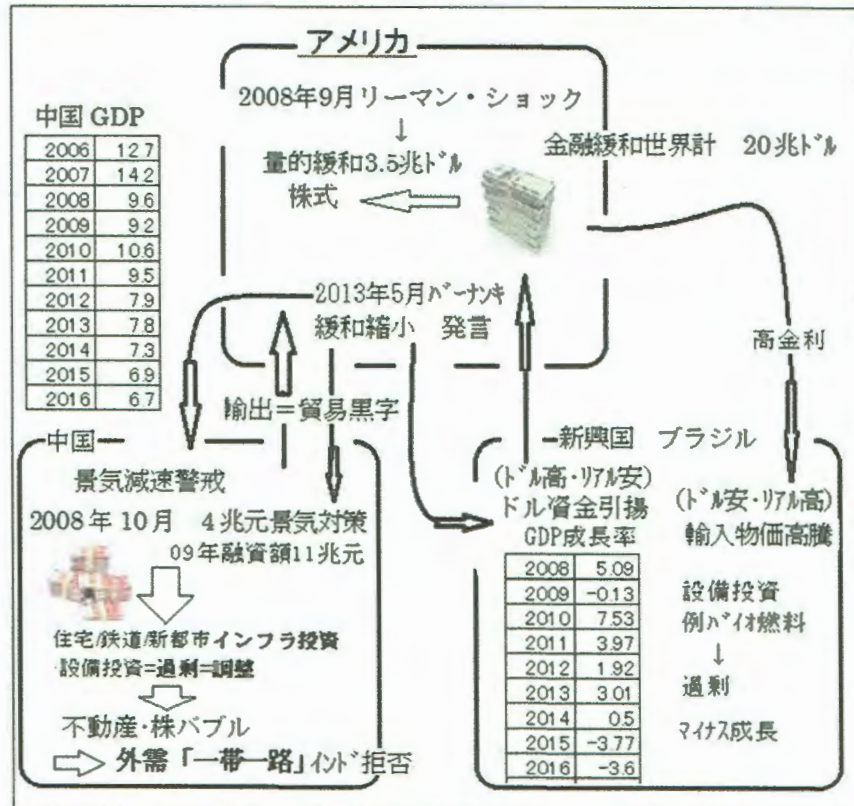 アメリカ
2008年9月リーマン・ショック
↓
量的緩和3.5兆ドル
株式
金融緩和世界計　20兆ドル
中国 GDP
2006 12.7
2007 14.2
2008 9.6
2009 9.2
2010 10.6
2011 9.5
2012 7.9
2013 7.8
2014 7.3
2015 6.9
2016 6.7
2013年5月バーナンキ
緩和縮小　発言
高金利
輸出＝貿易黒字
中国
景気減速警戒
2008年10月　4兆元景気対策
09年融資額11兆元
住宅/鉄道/新都市インフラ投資
設備投資=過剰=調整
不動産・株バブル
外需「一帯一路」インド拒否
新興国　ブラジル
(ドル高・リアル安)
ドル資金引揚
GDP成長率
2008 5.09
2009 -0.13
2010 7.53
2011 3.97
2012 1.92
2013 3.01
2014 0.5
2015 -3.77
2016 -3.6
(ドル安・リアル高)
輸入物価高騰
設備投資
例バイオ燃料
↓
過剰
マイナス成長